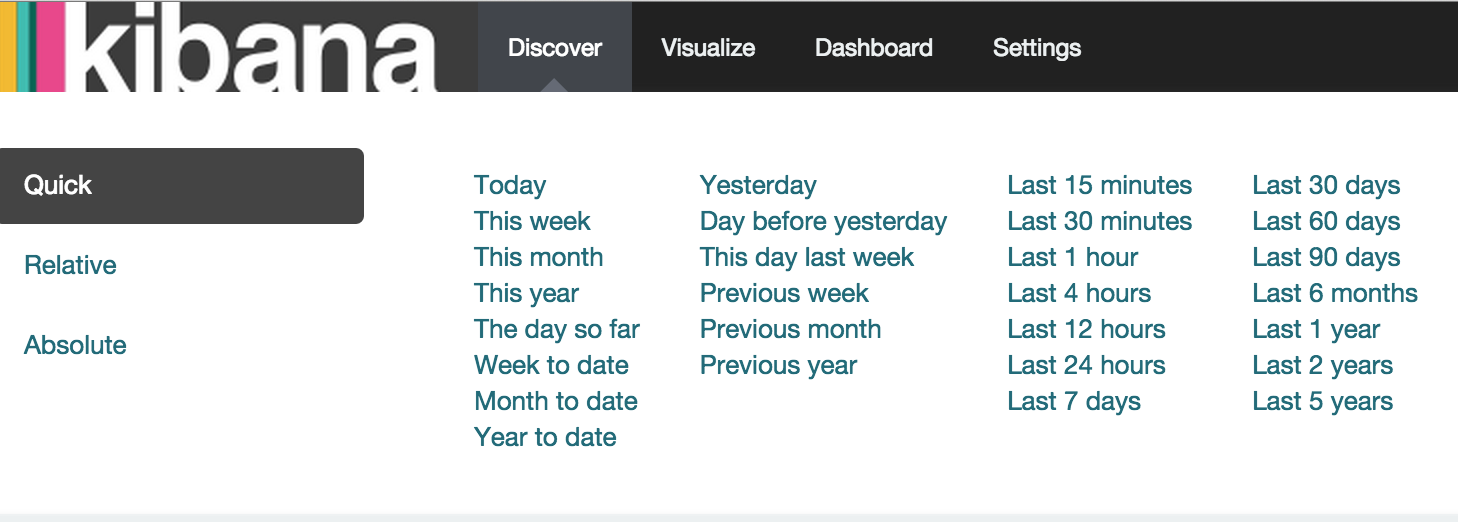 kibana Discover Visualize Dashboard Settings
Quick
Relative
Absolute
Today
This week
This month
This year
The day so far
Week to date
Month to date
Year to date
Yesterday
Day before yesterday
This day last week
Previous week
Previous month
Previous year
Last 15 minutes
Last 30 minutes
Last 1 hour
Last 4 hours
Last 12 hours
Last 24 hours
Last 7 days
Last 30 days
Last 60 days
Last 90 days
Last 6 months
Last 1 year
Last 2 years
Last 5 years